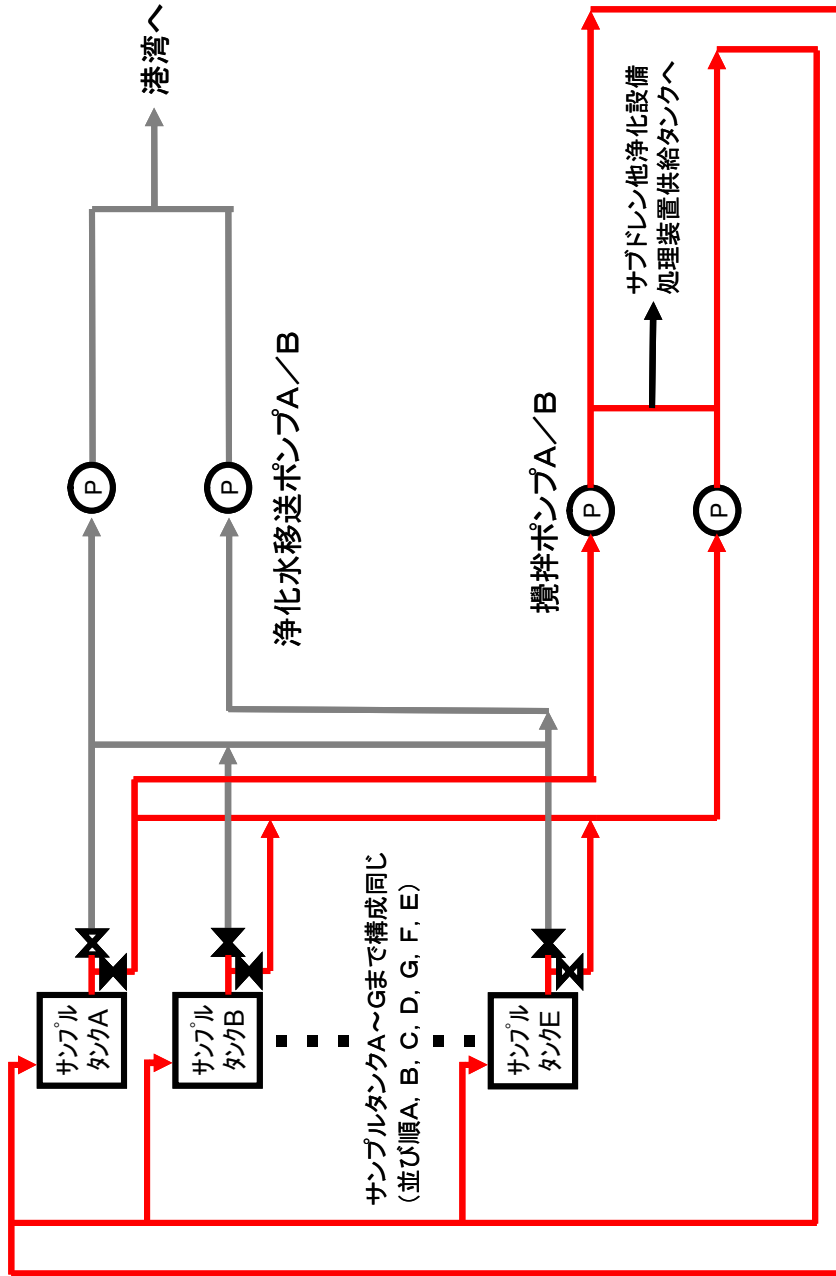 サンプル
タンクA
サンプル
タンクB
サンプルタンクA～Gまで構成同じ
(並び順A, B, C, D, G, F, E)
サンプル
タンクE
P
P
浄化水移送ポンプA／B
港湾へ
攪拌ポンプA／B
P
P
サブドレン他浄化設備
処理装置供給タンクへ